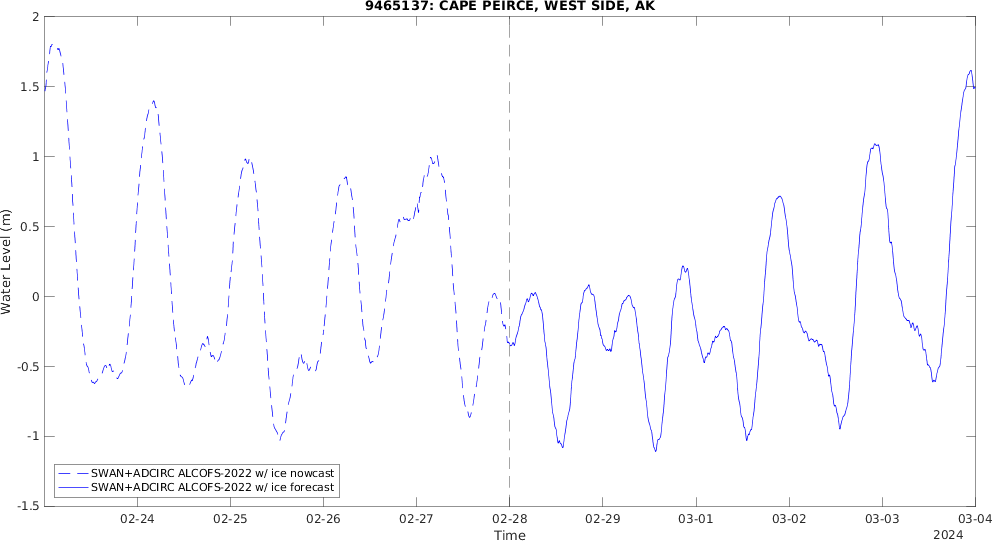 9465137: CAPE PEIRCE, WEST SIDE, AK
2
1.5
1
0.5
0
-0.5
-1
-1.5
Water Level (m)
SWAN+ADCIRC ALCOFS-2022 w/ ice nowcast
SWAN+ADCIRC ALCOFS-2022 w/ ice forecast
02-24 02-25 02-26 02-27 02-28 02-29 03-01 03-02 03-03 03-04
Time
2024